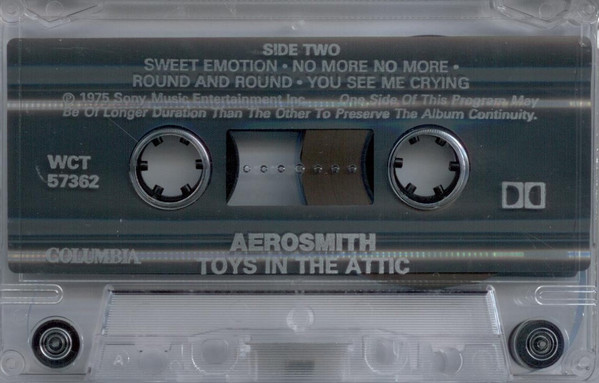 SIDE TWO
SWEET EMOTION • NO MORE NO MORE •
ROUND AND ROUND • YOU SEE ME CRYING
℗ 1975 Sony Music Entertainment Inc. One Side Of This Program May
Be Of Longer Duration Than The Other To Preserve The Album Continuity.
WCT
57362
COLUMBIA
AEROSMITH
TOYS IN THE ATTIC